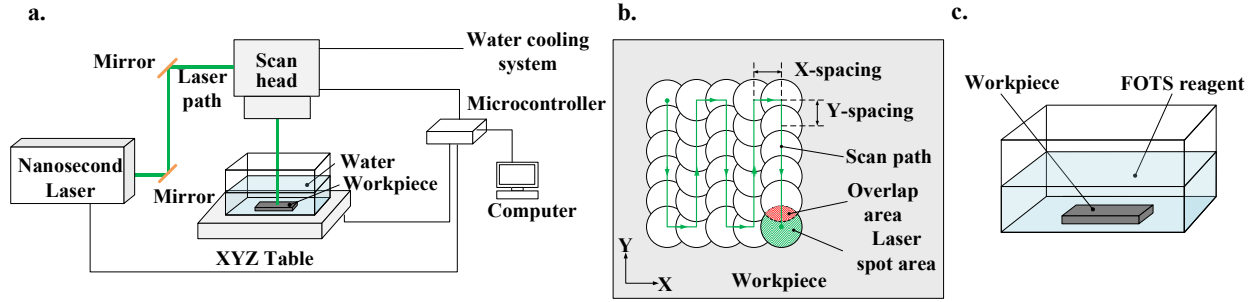 a.
Mirror
Laser
path
Scan
head
Water cooling
system
Microcontroller
Nanosecond
Laser
Mirror
Water
Workpiece
Computer
XYZ Table
b.
X-spacing
Y-spacing
Scan path
Overlap
area
Laser
spot area
Y
X
Workpiece
c.
Workpiece
FOTS reagent